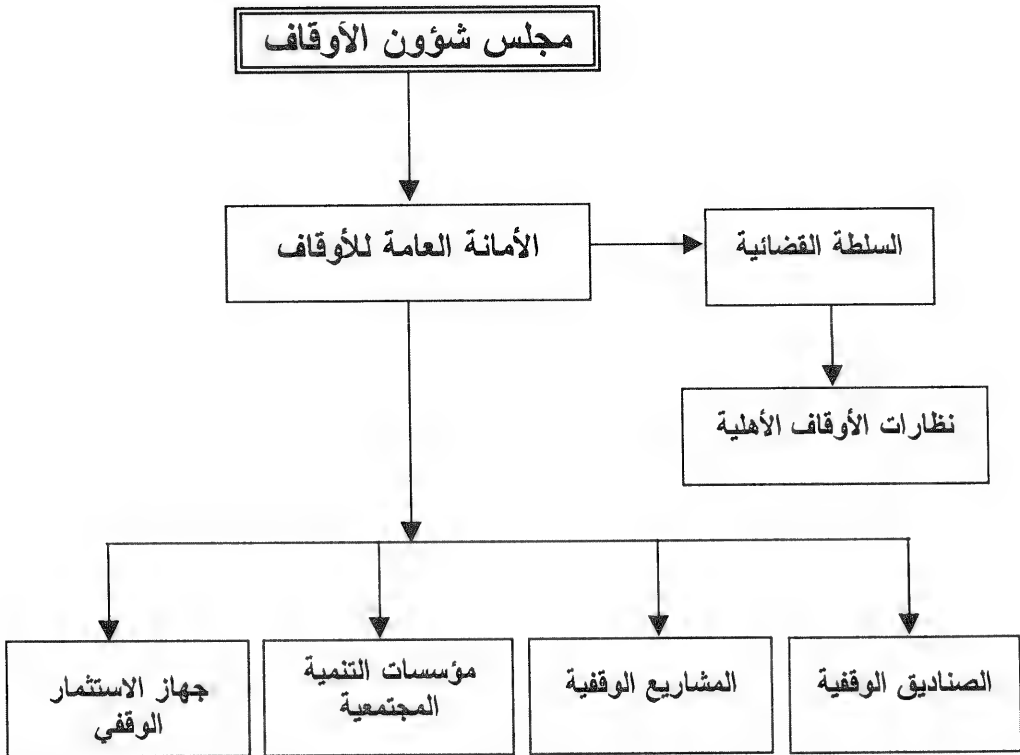 مجلس شؤون الأوقاف
الأمانة العامة للأوقاف
السلطة القضائية
نظارات الأوقاف الأهلية
الصناديق الوقفية
المشاريع الوقفية
مؤسسات التنمية
المجتمعية
جهاز الاستثمار
الوقفي